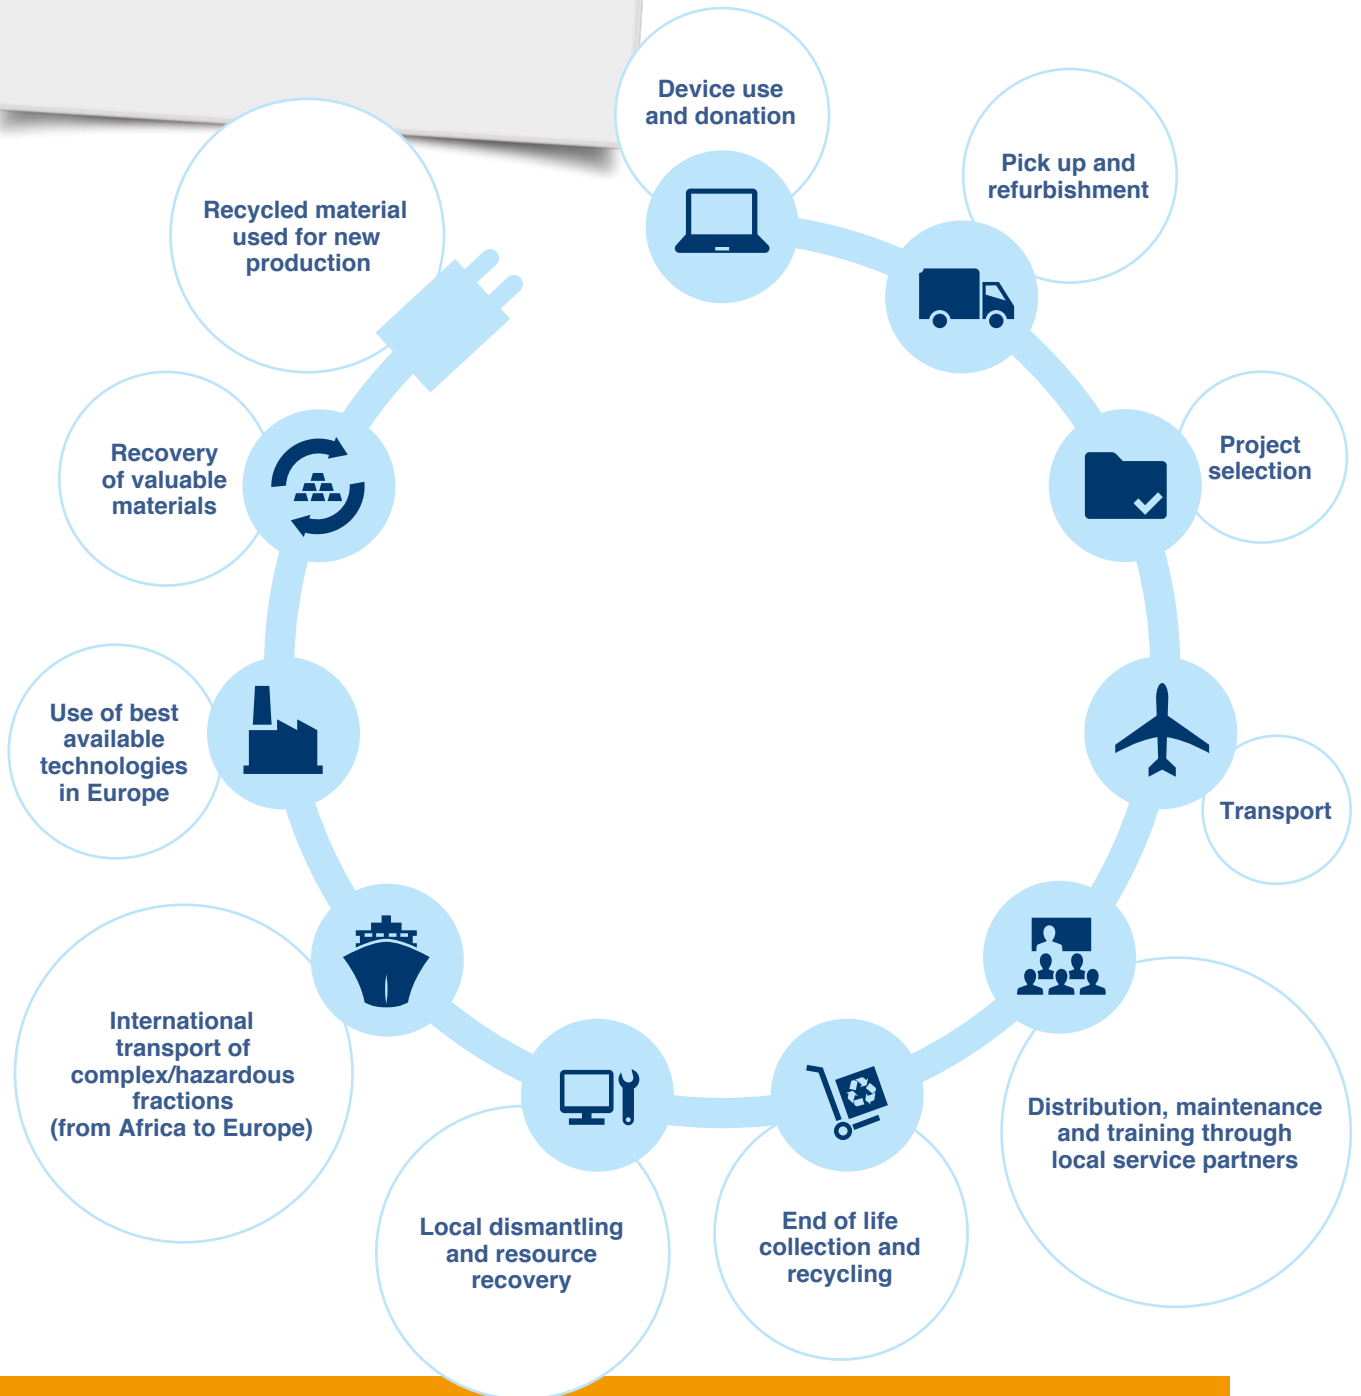 Device use
and donation
Pick up and
refurbishment
Project
selection
Transport
Distribution, maintenance
and training through
local service partners
End of life
collection and
recycling
Local dismantling
and resource
recovery
International
transport of
complex/hazardous
fractions
(from Africa to Europe)
Use of best
available
technologies
in Europe
Recovery
of valuable
materials
Recycled material
used for new
production